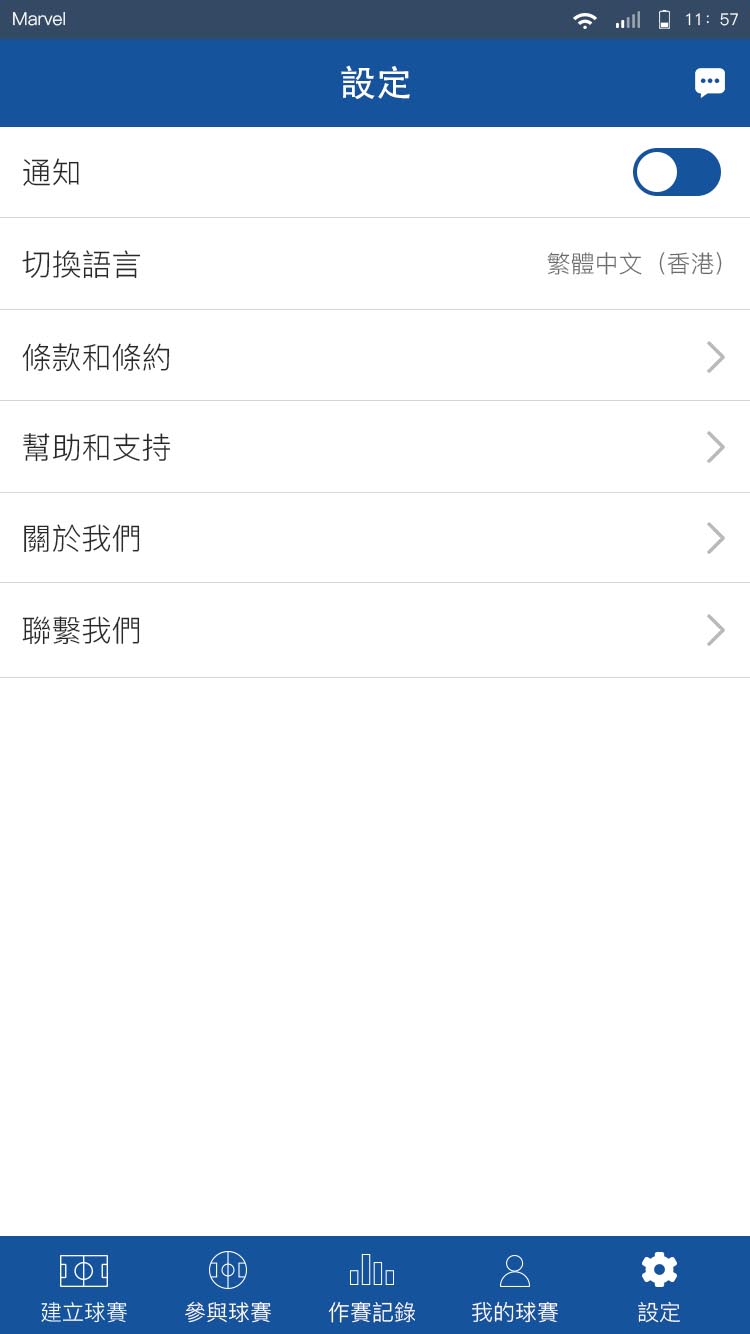 Marvel
11: 57
設定
通知
切換語言
繁體中文（香港）
條款和條約
幫助和支持
關於我們
聯繫我們
建立球賽
參與球賽
作賽記錄
我的球賽
設定